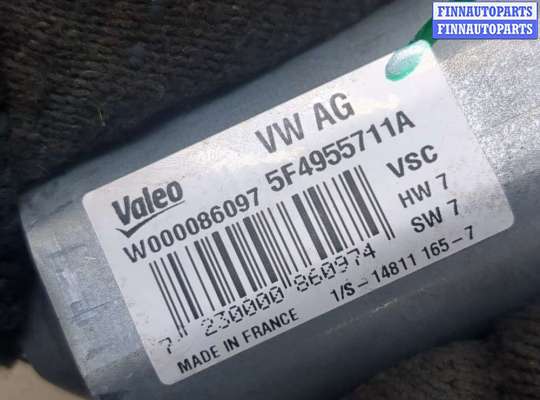 FINNAUTOPARTS
FINNAUTOPARTS
VW AG
Valeo
W000086097 5F4955711A
VSC
HW 7
SW 7
7 230000 860974
1/S-14811 165-7
MADE IN FRANCE